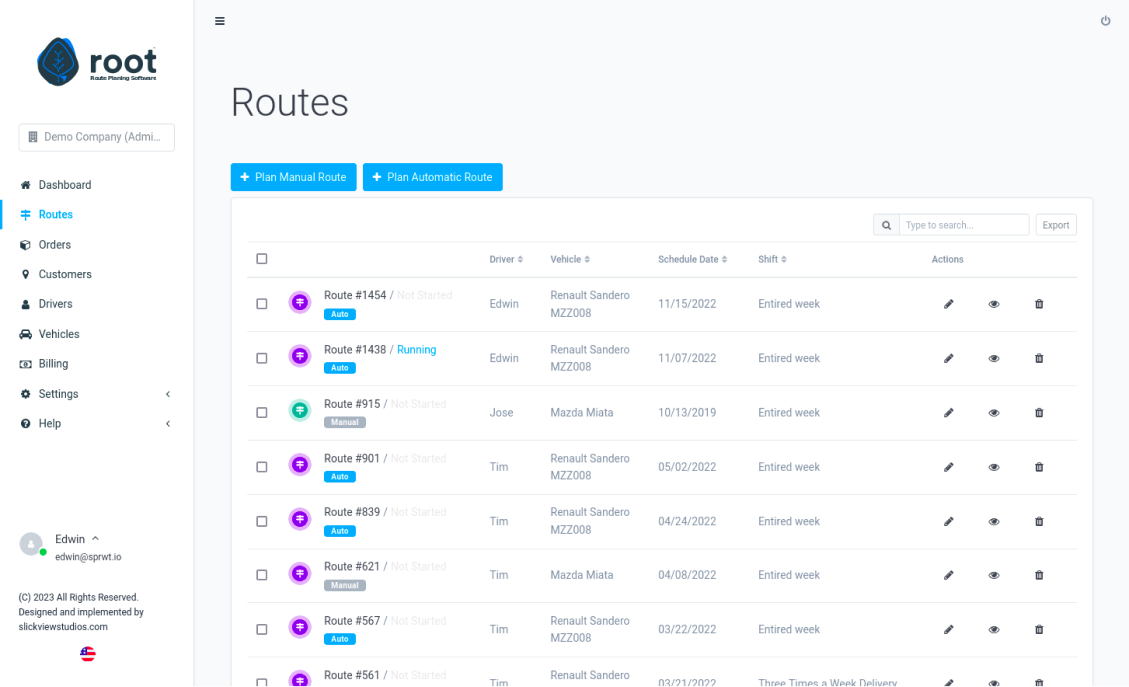 root
Route Planing Software
Demo Company (Admi...
Dashboard
Routes
Orders
Customers
Drivers
Vehicles
Billing
Settings
Help
Edwin
edwin@sprwt.io
(C) 2023 All Rights Reserved.
Designed and implemented by
slickviewstudios.com
Routes
Plan Manual Route
Plan Automatic Route
Type to search...
Export
Driver Vehicle Schedule Date Shift Actions
Route #1454 / Not Started
Auto
Edwin
Renault Sandero
MZZ008
11/15/2022
Entired week
Route #1438 / Running
Auto
Edwin
Renault Sandero
MZZ008
11/07/2022
Entired week
Route #915 / Not Started
Manual
Jose
Mazda Miata
10/13/2019
Entired week
Route #901 / Not Started
Auto
Tim
Renault Sandero
MZZ008
05/02/2022
Entired week
Route #839 / Not Started
Auto
Tim
Renault Sandero
MZZ008
04/24/2022
Entired week
Route #621 / Not Started
Manual
Tim
Mazda Miata
04/08/2022
Entired week
Route #567 / Not Started
Auto
Tim
Renault Sandero
MZZ008
03/22/2022
Entired week
Route #561 / Not Started
Tim
Renault Sandero
03/21/2022
Three Times a Week Delivery